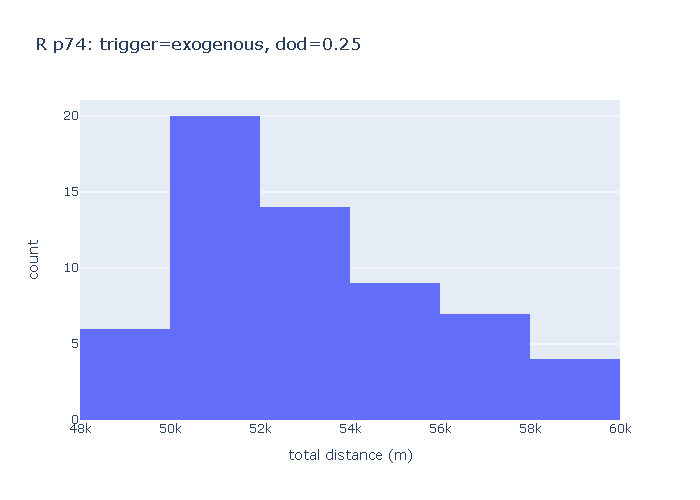 R p74: trigger=exogenous, dod=0.25
20
15
10
5
0
count
48k 50k 52k 54k 56k 58k 60k
total distance (m)